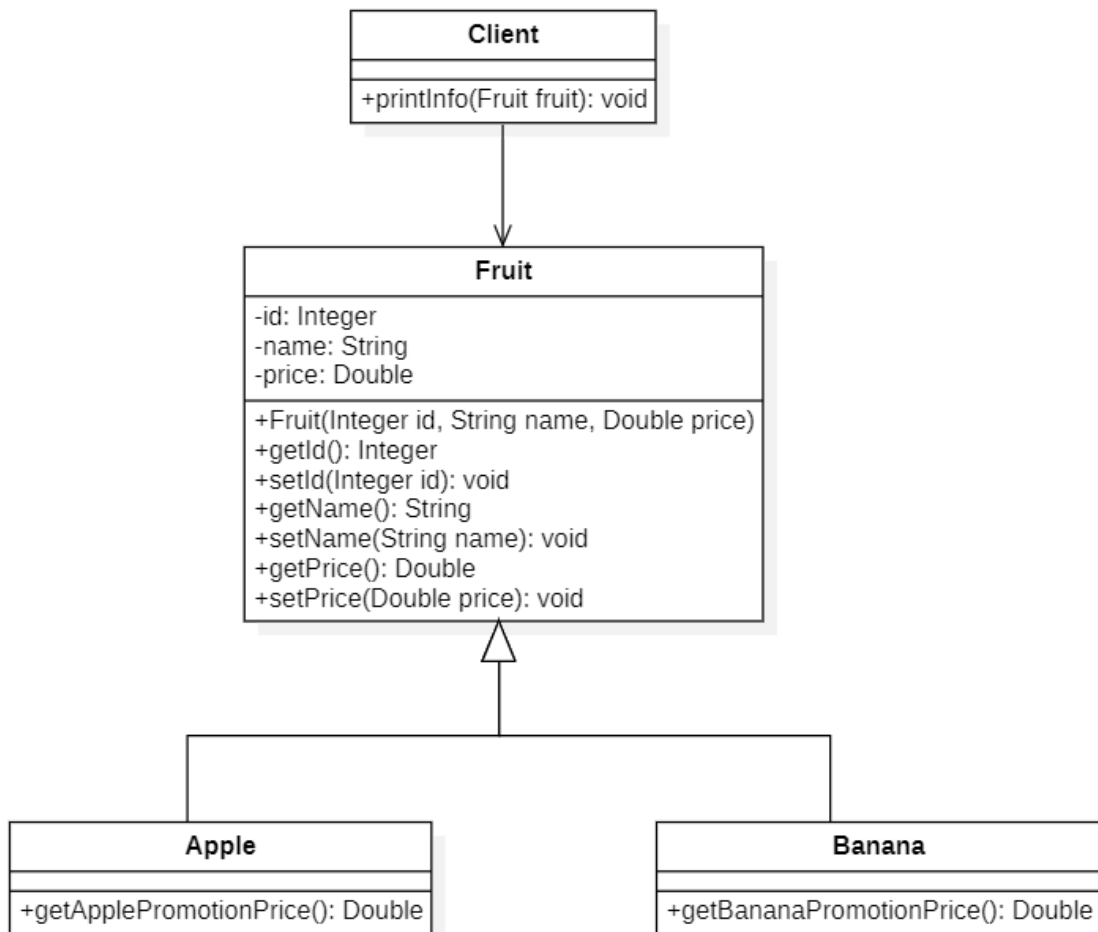 Client
+printInfo(Fruit fruit): void
Fruit
-id: Integer
-name: String
-price: Double
+Fruit(Integer id, String name, Double price)
+getId(): Integer
+setId(Integer id): void
+getName(): String
+setName(String name): void
+getPrice(): Double
+setPrice(Double price): void
Apple
+getApplePromotionPrice(): Double
Banana
+getBananaPromotionPrice(): Double